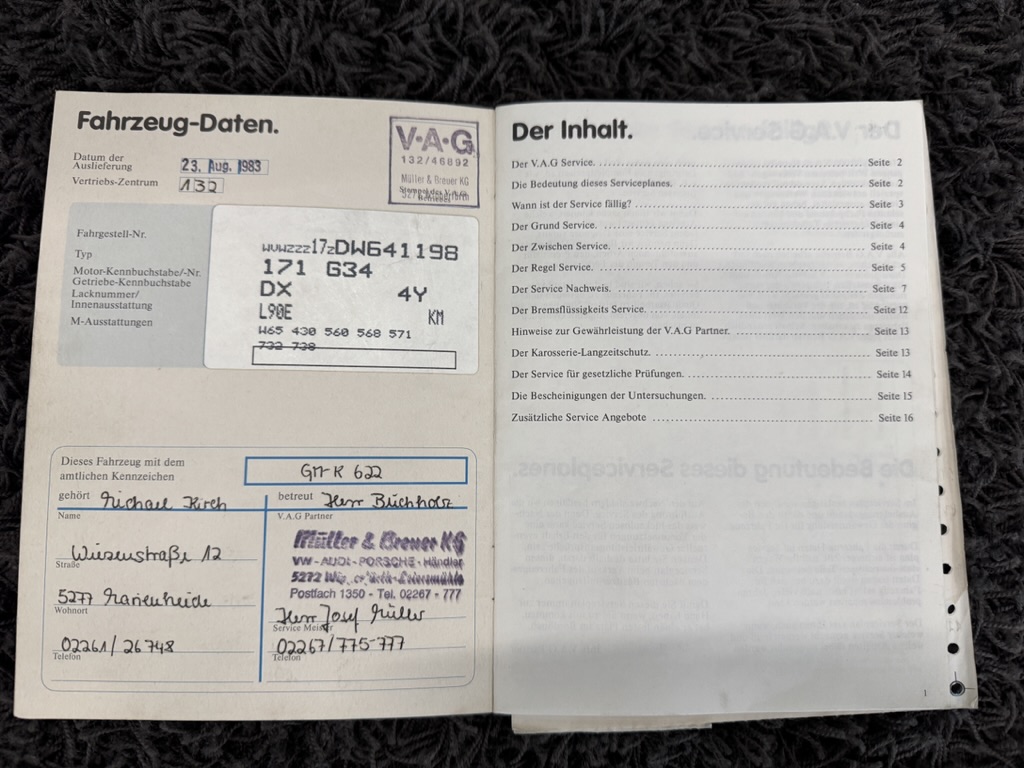 Fahrzeug-Daten.
Datum der
Auslieferung 23. Aug. 1983
Vertriebs-Zentrum 132
V·A·G
132/46892
Müller & Breuer KG
Fahrgestell-Nr. WVWZZZ17ZDW641198
Typ 171 G34
Motor-Kennbuchstabe/-Nr. DX 4Y
Getriebe-Kennbuchstabe
Lacknummer/ L90E KM
Innenausstattung
M-Ausstattungen W65 430 560 568 571
732 738
Dieses Fahrzeug mit dem
amtlichen Kennzeichen GM-K 622
gehört Michael Kirch
Name
Wiesenstraße 12
Straße
5277 Marienheide
Wohnort
02261/26748
Telefon
betreut Herr Buchholz
V.A.G Partner
Müller & Breuer KG
VW-AUDI-PORSCHE-Händler
5272
Postfach 1350 - Tel. 02267 - 777
Herr Josef Müller
Service Meister
02267/775-777
Telefon
Der Inhalt.
Der V.A.G Service. Seite 2
Die Bedeutung dieses Serviceplanes. Seite 2
Wann ist der Service fällig? Seite 3
Der Grund Service. Seite 4
Der Zwischen Service. Seite 4
Der Regel Service. Seite 5
Der Service Nachweis. Seite 7
Der Bremsflüssigkeits Service. Seite 12
Hinweise zur Gewährleistung der V.A.G Partner. Seite 13
Der Karosserie-Langzeitschutz. Seite 13
Der Service für gesetzliche Prüfungen. Seite 14
Die Bescheinigungen der Untersuchungen. Seite 15
Zusätzliche Service Angebote Seite 16
1